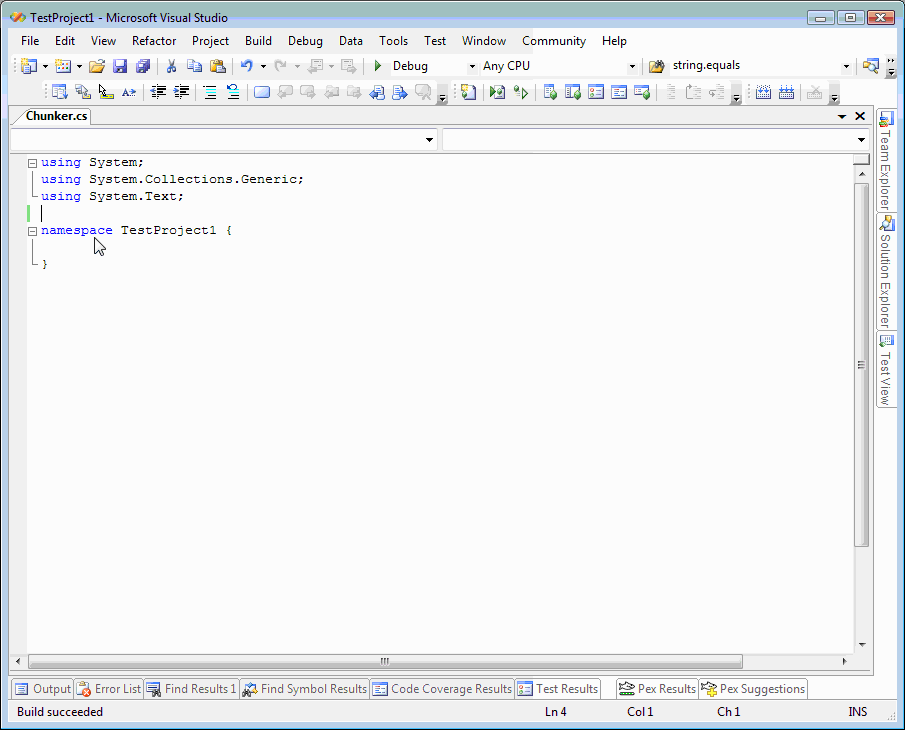 TestProject1 - Microsoft Visual Studio
File Edit View Refactor Project Build Debug Data Tools Test Window Community Help
Debug Any CPU string.equals
Chunker.cs
using System;
using System.Collections.Generic;
using System.Text;
namespace TestProject1 {
}
Team Explorer
Solution Explorer
Test View
Output Error List Find Results 1 Find Symbol Results Code Coverage Results Test Results Pex Results Pex Suggestions
Build succeeded Ln 4 Col 1 Ch 1 INS